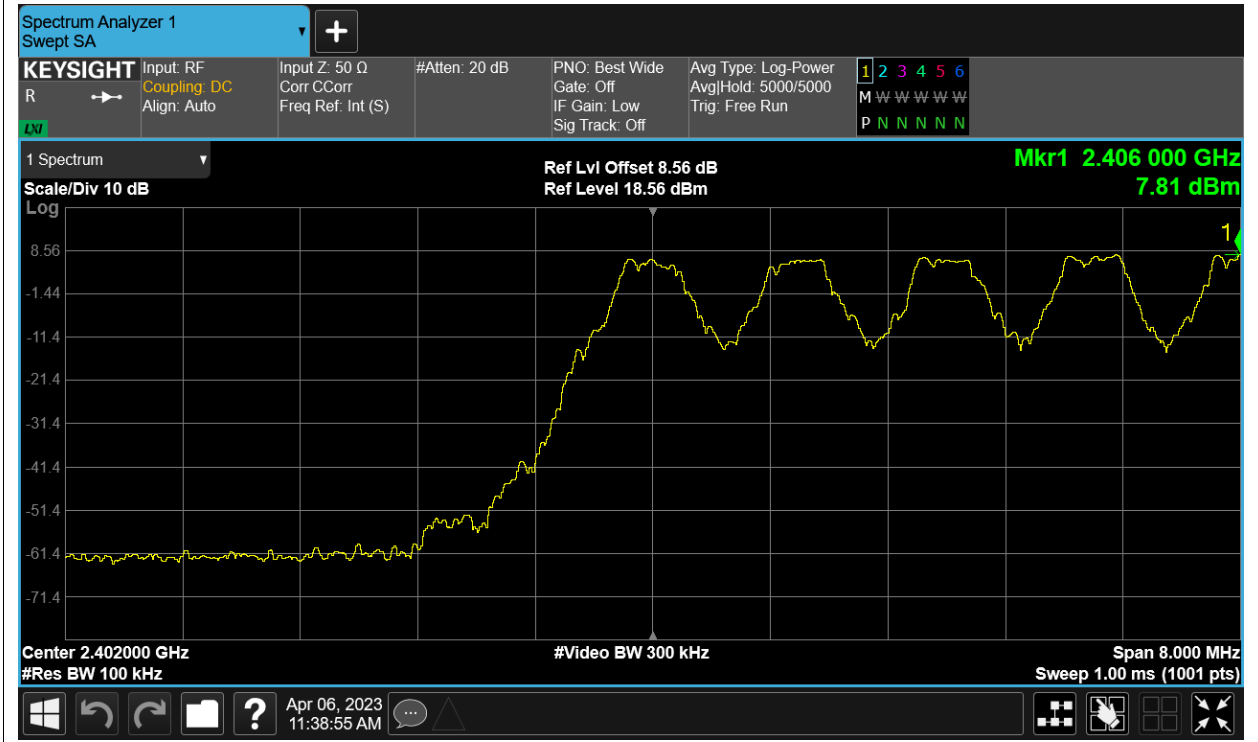 Spectrum Analyzer 1
Swept SA
KEYSIGHT
R
LXI
Input: RF
Coupling: DC
Align: Auto
Input Z: 50 Ω
Corr CCorr
Freq Ref: Int (S)
#Atten: 20 dB
PNO: Best Wide
Gate: Off
IF Gain: Low
Sig Track: Off
Avg Type: Log-Power
Avg|Hold: 5000/5000
Trig: Free Run
1 2 3 4 5 6
M W W W W W
P N N N N N
1 Spectrum
Scale/Div 10 dB
Log
Ref Lvl Offset 8.56 dB
Ref Level 18.56 dBm
Mkr1 2.406 000 GHz
7.81 dBm
1
8.56
-1.44
-11.4
-21.4
-31.4
-41.4
-51.4
-61.4
-71.4
Center 2.402000 GHz
#Video BW 300 kHz
Span 8.000 MHz
#Res BW 100 kHz
Sweep 1.00 ms (1001 pts)
?
Apr 06, 2023
11:38:55 AM